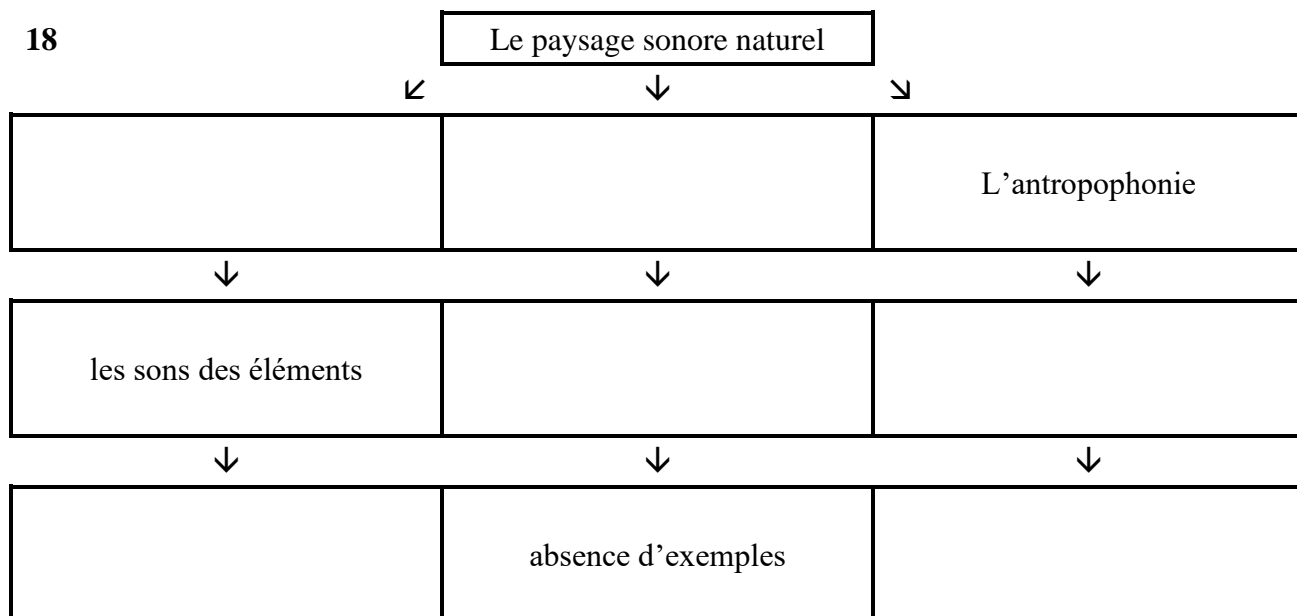 18
Le paysage sonore naturel
L’antropophonie
les sons des éléments
absence d’exemples